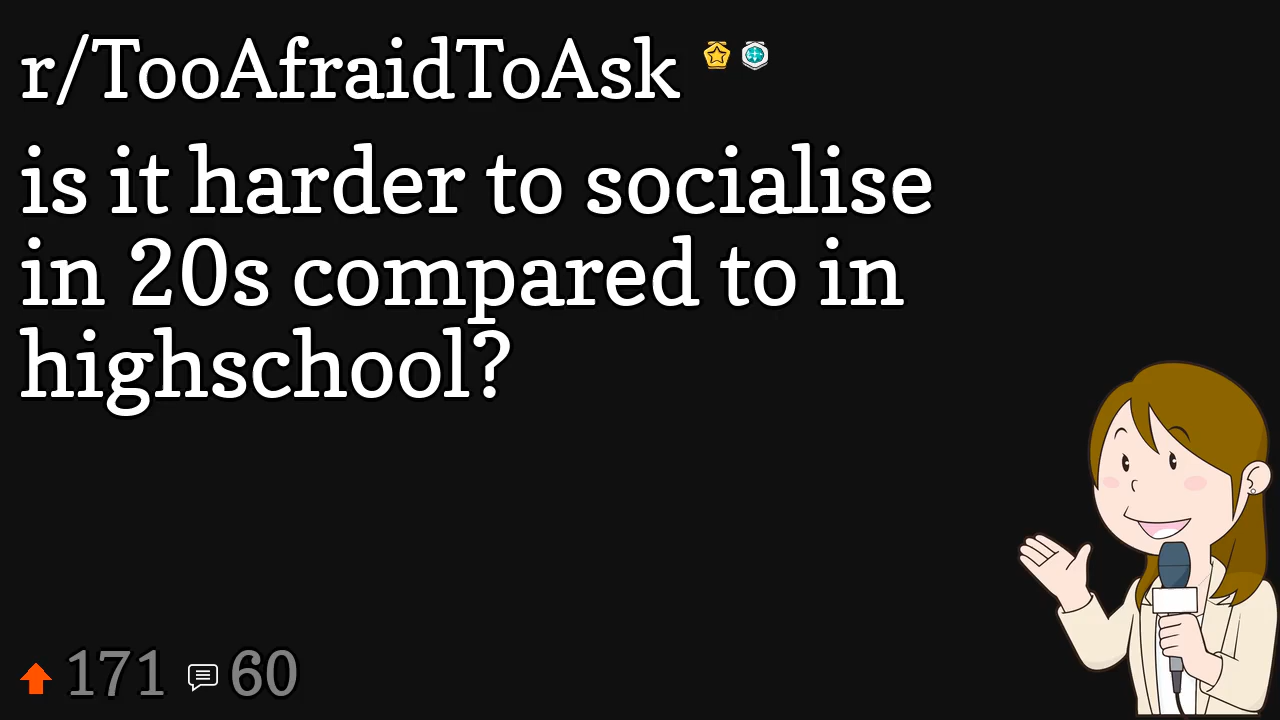 r/TooAfraidToAsk
is it harder to socialise
in 20s compared to in
highschool?
171 60